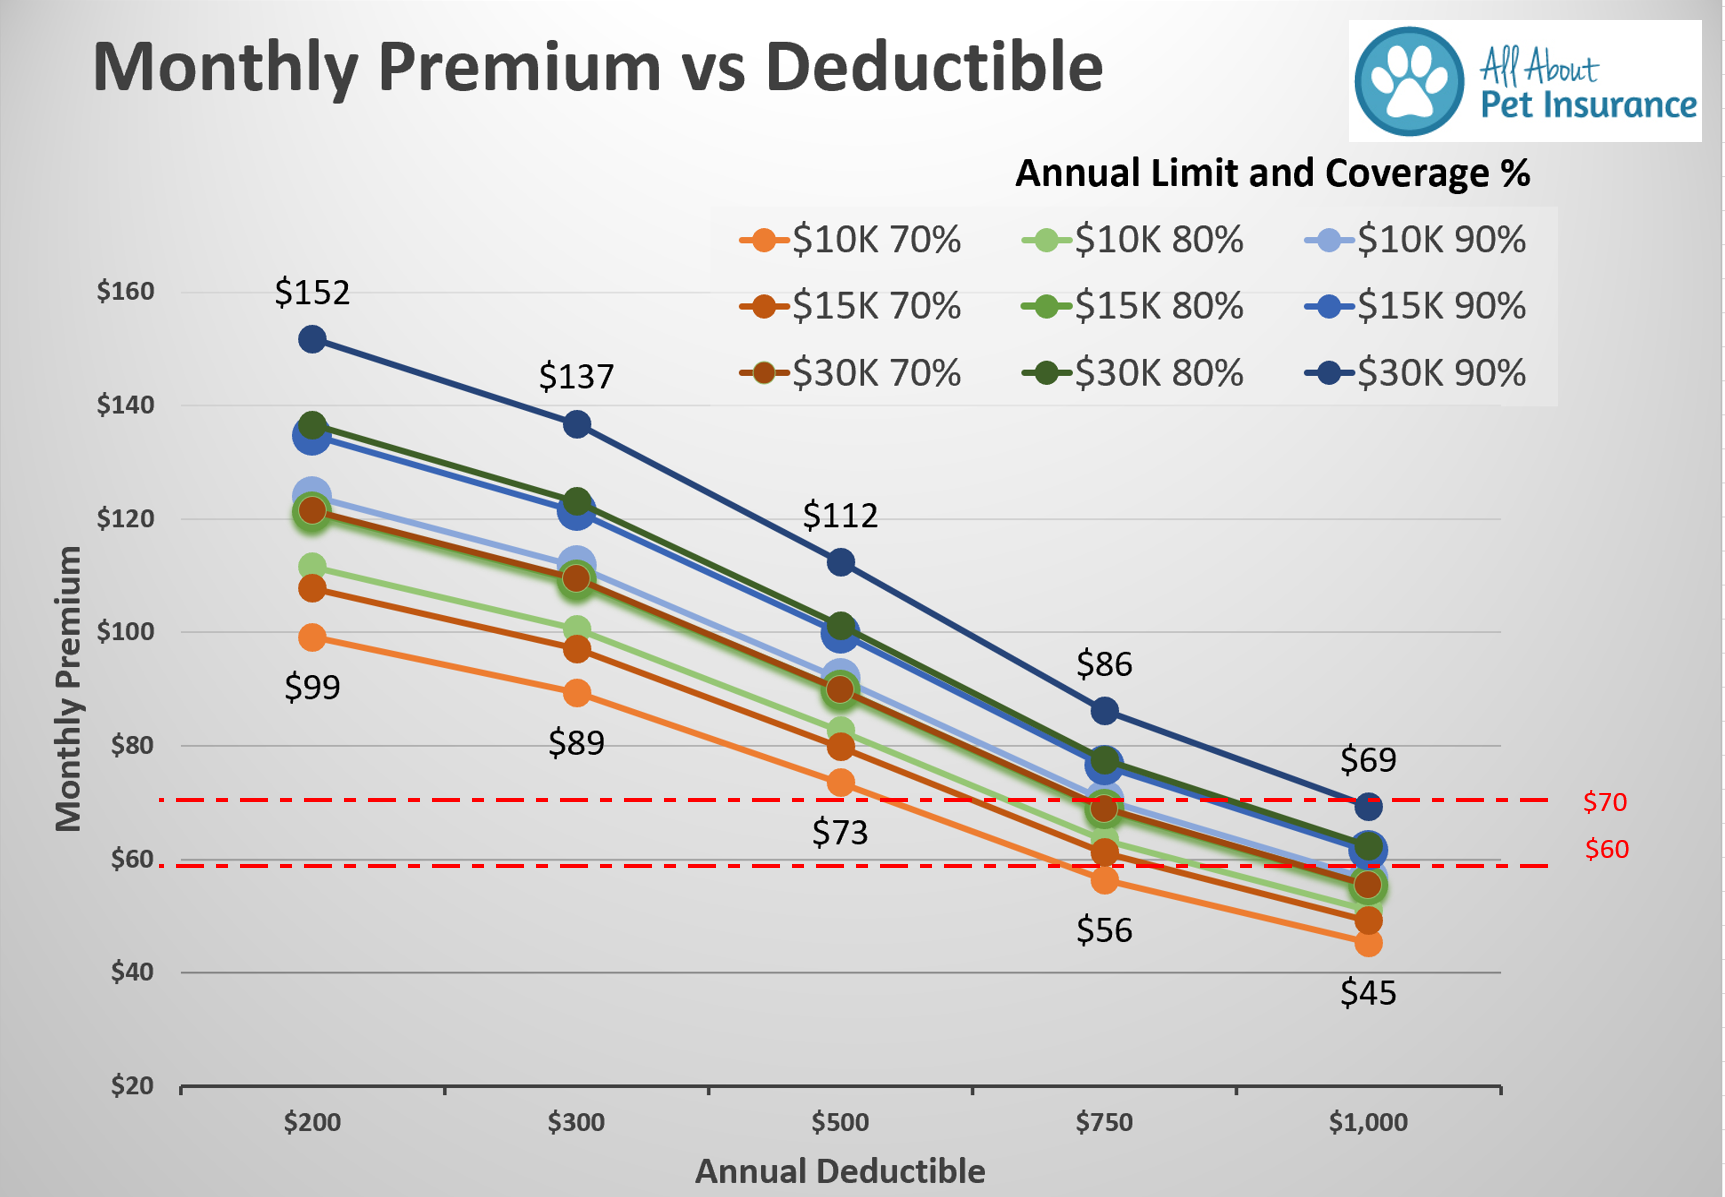 Monthly Premium vs Deductible
All About
Pet Insurance
Annual Limit and Coverage %
$10K 70% $10K 80% $10K 90%
$15K 70% $15K 80% $15K 90%
$30K 70% $30K 80% $30K 90%
Monthly Premium
$160
$140
$120
$100
$80
$60
$40
$20
$152
$137
$112
$86
$69
$99
$89
$73
$56
$45
$70
$60
$200 $300 $500 $750 $1,000
Annual Deductible